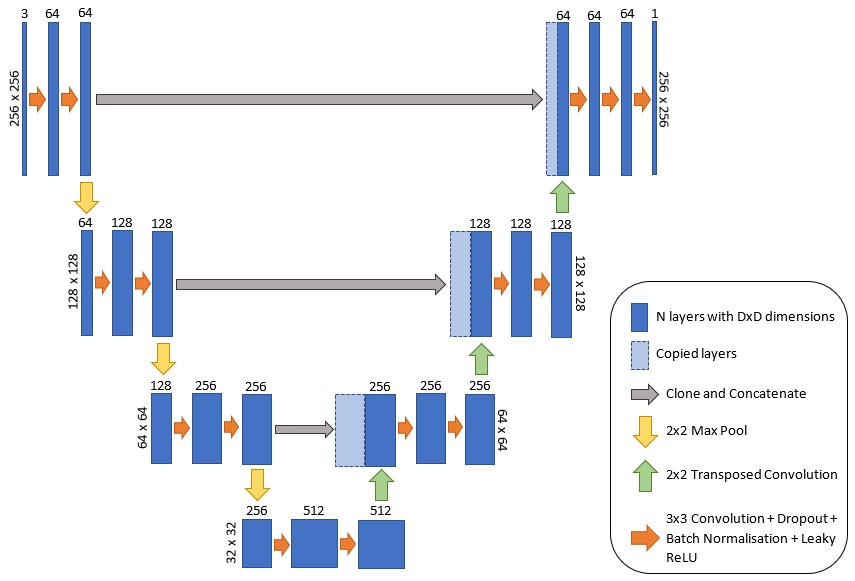 3 64 64
256 x 256
64 64 64 1
256 x 256
64 128 128
128 x 128
128 128 128
128 x 128
128 256 256
64 x 64
256 256 256
64 x 64
256 512 512
32 x 32
N layers with DxD dimensions
Copied layers
Clone and Concatenate
2x2 Max Pool
2x2 Transposed Convolution
3x3 Convolution + Dropout +
Batch Normalisation + Leaky
ReLU